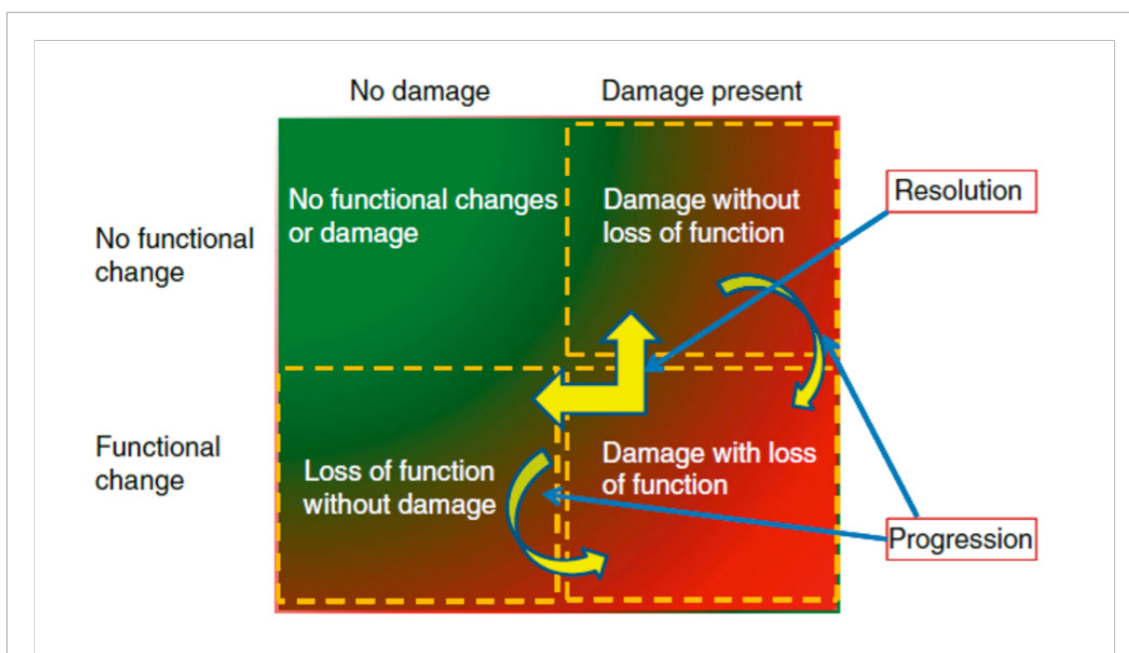 No damage
Damage present
No functional
change
No functional changes
or damage
Damage without
loss of function
Resolution
Functional
change
Loss of function
without damage
Damage with loss
of function
Progression